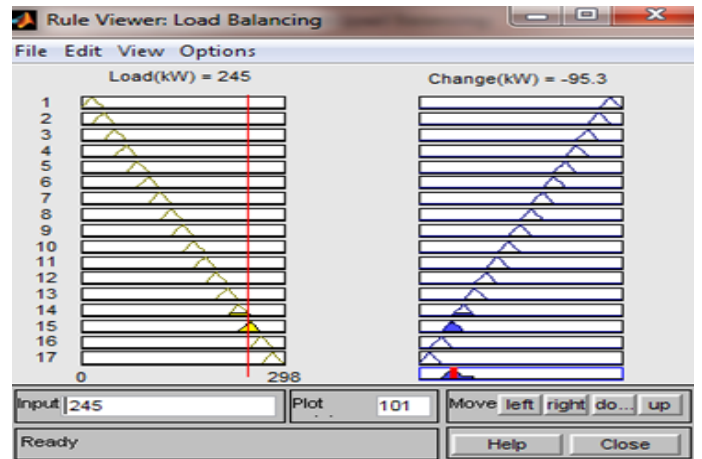 Rule Viewer: Load Balancing
File Edit View Options
Load(kW) = 245
Change(kW) = -95.3
1
2
3
4
5
6
7
8
9
10
11
12
13
14
15
16
17
0
298
Input 245
Plot
101
Move left right do... up
Ready
Help
Close